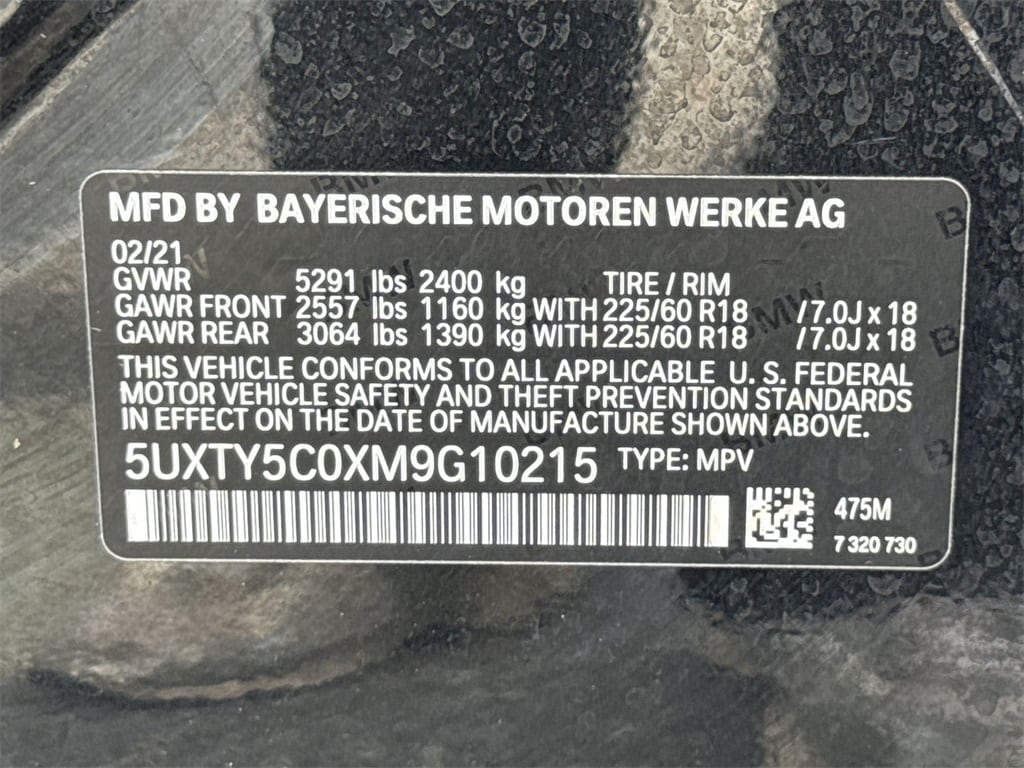 MFD BY BAYERISCHE MOTOREN WERKE AG
02/21
GVWR 5291 lbs 2400 kg TIRE / RIM
GAWR FRONT 2557 lbs 1160 kg WITH 225/60 R18 / 7.0J x 18
GAWR REAR 3064 lbs 1390 kg WITH 225/60 R18 / 7.0J x 18
THIS VEHICLE CONFORMS TO ALL APPLICABLE U. S. FEDERAL
MOTOR VEHICLE SAFETY AND THEFT PREVENTION STANDARDS
IN EFFECT ON THE DATE OF MANUFACTURE SHOWN ABOVE.
5UXTY5C0XM9G10215 TYPE: MPV
475M
7 320 730